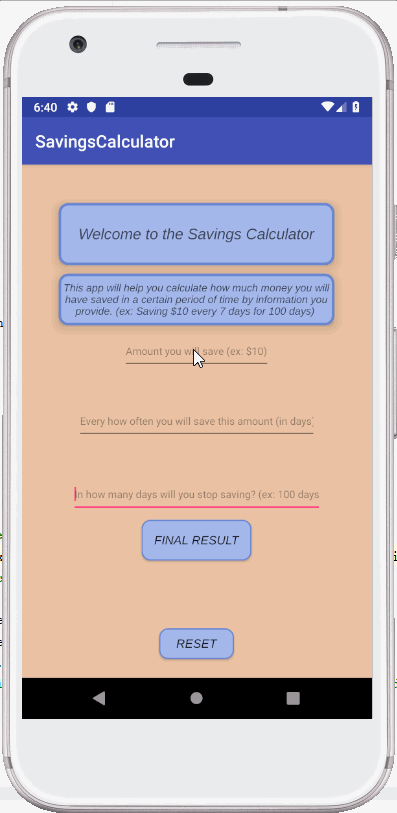 6:40
SavingsCalculator
Welcome to the Savings Calculator
This app will help you calculate how much money you will
have saved in a certain period of time by information you
provide. (ex: Saving $10 every 7 days for 100 days)
Amount you will save (ex: $10)
Every how often you will save this amount (in days)
In how many days will you stop saving? (ex: 100 days
FINAL RESULT
RESET